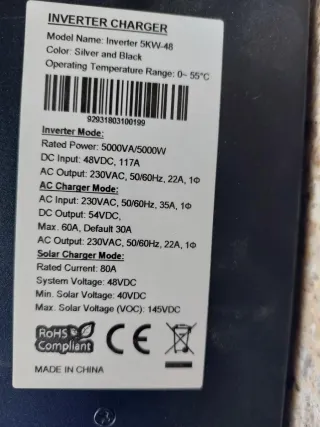 INVERTER CHARGER
Model Name: Inverter 5KW-48
Color: Silver and Black
Operating Temperature Range: 0~ 55°C
92931803100199
Inverter Mode:
Rated Power: 5000VA/5000W
DC Input: 48VDC, 117A
AC Output: 230VAC, 50/60Hz, 22A, 1Φ
AC Charger Mode:
AC Input: 230VAC, 50/60Hz, 35A, 1Φ
DC Output: 54VDC,
Max. 60A, Default 30A
AC Output: 230VAC, 50/60Hz, 22A, 1Φ
Solar Charger Mode:
Rated Current: 80A
System Voltage: 48VDC
Min. Solar Voltage: 40VDC
Max. Solar Voltage (VOC): 145VDC
RoHS
Compliant
CE
MADE IN CHINA